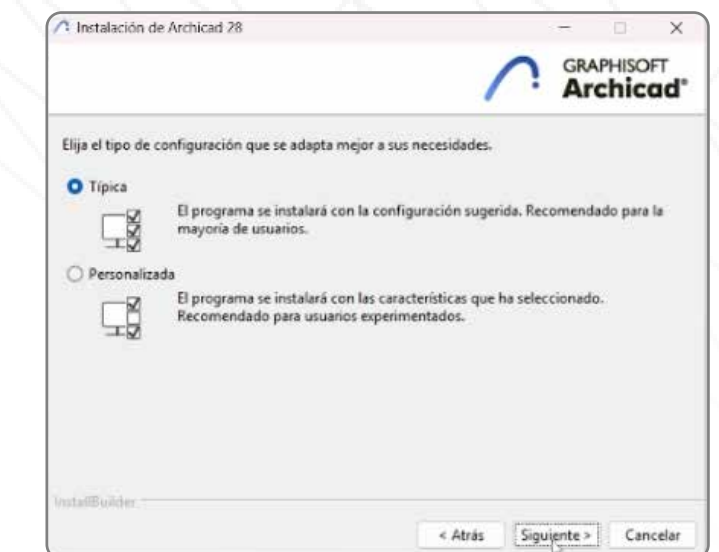 Instalación de Archicad 28
GRAPHISOFT
Archicad®
Elija el tipo de configuración que se adapta mejor a sus necesidades.
Típica
El programa se instalará con la configuración sugerida. Recomendado para la
mayoría de usuarios.
Personalizada
El programa se instalará con las características que ha seleccionado.
Recomendado para usuarios experimentados.
InstallBuilder
< Atrás
Siguiente >
Cancelar